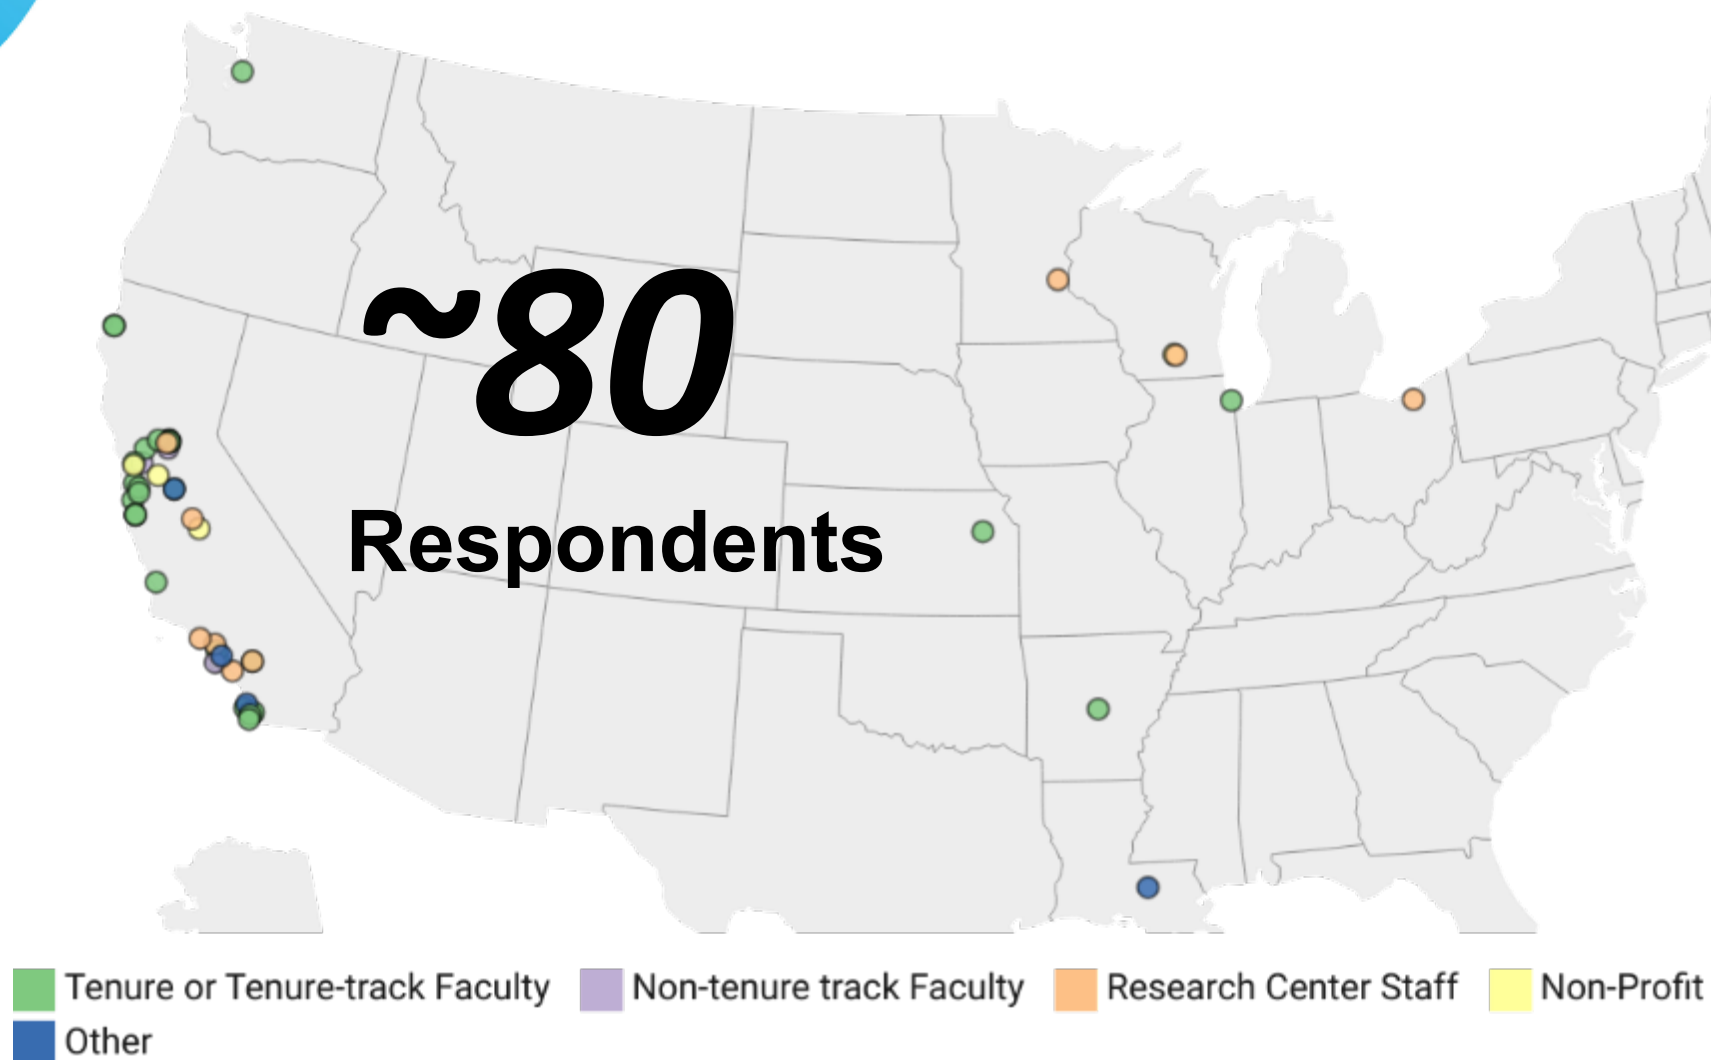 ~80
Respondents
Tenure or Tenure-track Faculty Non-tenure track Faculty Research Center Staff Non-Profit
Other